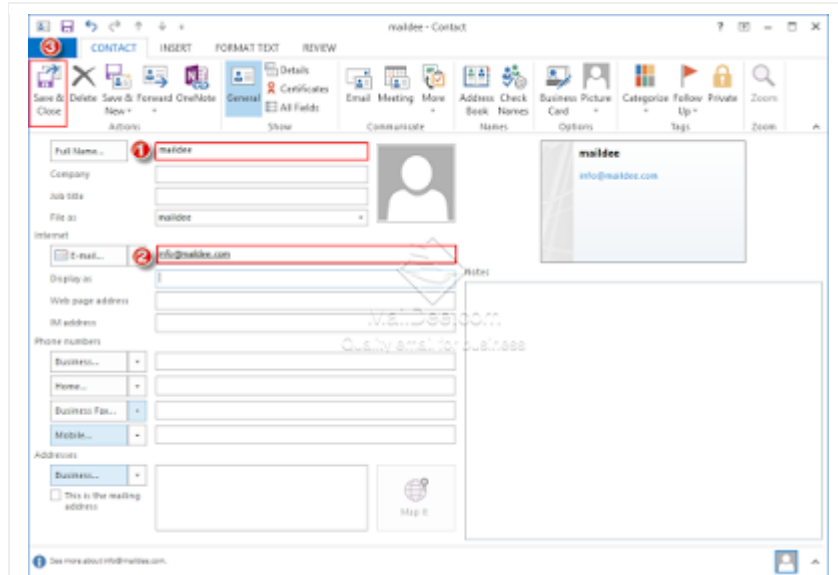 maildee - Contact
3
CONTACT INSERT FORMAT TEXT REVIEW
Save & Close
Delete
Save & New
Forward
OneNote
General
Details
Certificates
All Fields
Email
Meeting
More
Address Book
Check Names
Business Card
Picture
Categorize
Follow Up
Private
Zoom
Actions Show Communicate Names Options Tags Zoom
Full Name...
1
maildee
Company
Job title
File as
maildee
Internet
E-mail...
2
info@maildee.com
Display as
Web page address
IM address
Phone numbers
Business...
Home...
Business Fax...
Mobile...
Addresses
Business...
This is the mailing
address
Map It
maildee
info@maildee.com
Notes
MailDee.com
Quality email for business
See more about info@maildee.com.